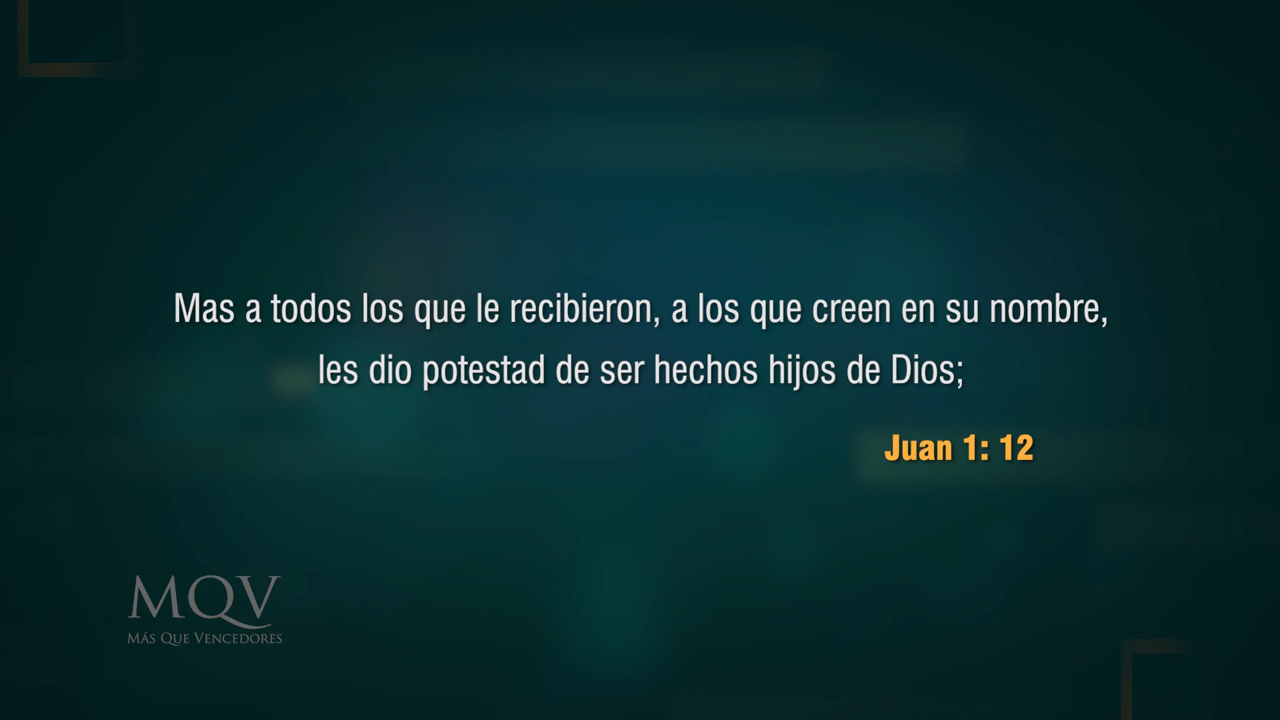 Mas a todos los que le recibieron, a los que creen en su nombre,
les dio potestad de ser hechos hijos de Dios;
Juan 1: 12
MQV
MÁS QUE VENCEDORES